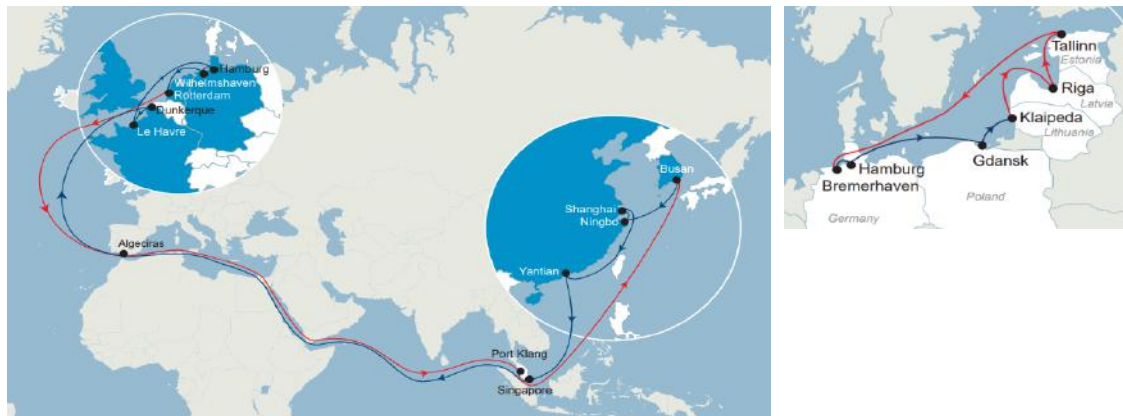 Hamburg
Wilhelmshaven
Rotterdam
Dunkerque
Le Havre
Algeciras
Busan
Shanghai
Ningbo
Yantian
Port Klang
Singapore
Tallinn
Estonia
Riga
Latvia
Klaipeda
Lithuania
Gdansk
Hamburg
Bremerhaven
Poland
Germany